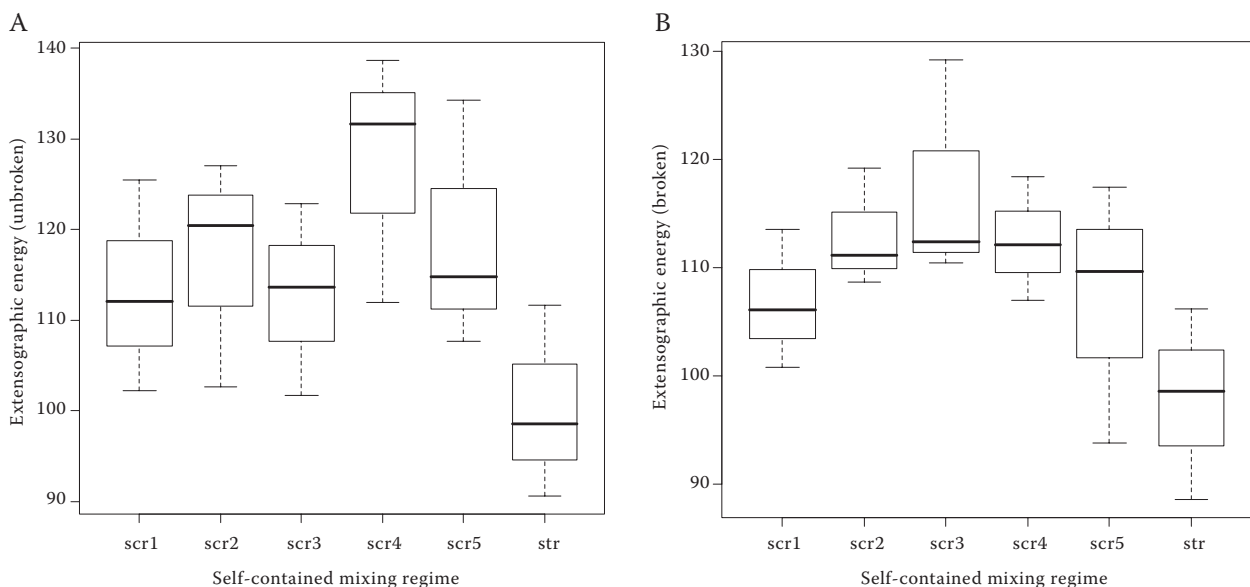 A
Extensographic energy (unbroken)
140
130
120
110
100
90
scr1 scr2 scr3 scr4 scr5 str
Self-contained mixing regime
B
Extensographic energy (broken)
130
120
110
100
90
scr1 scr2 scr3 scr4 scr5 str
Self-contained mixing regime